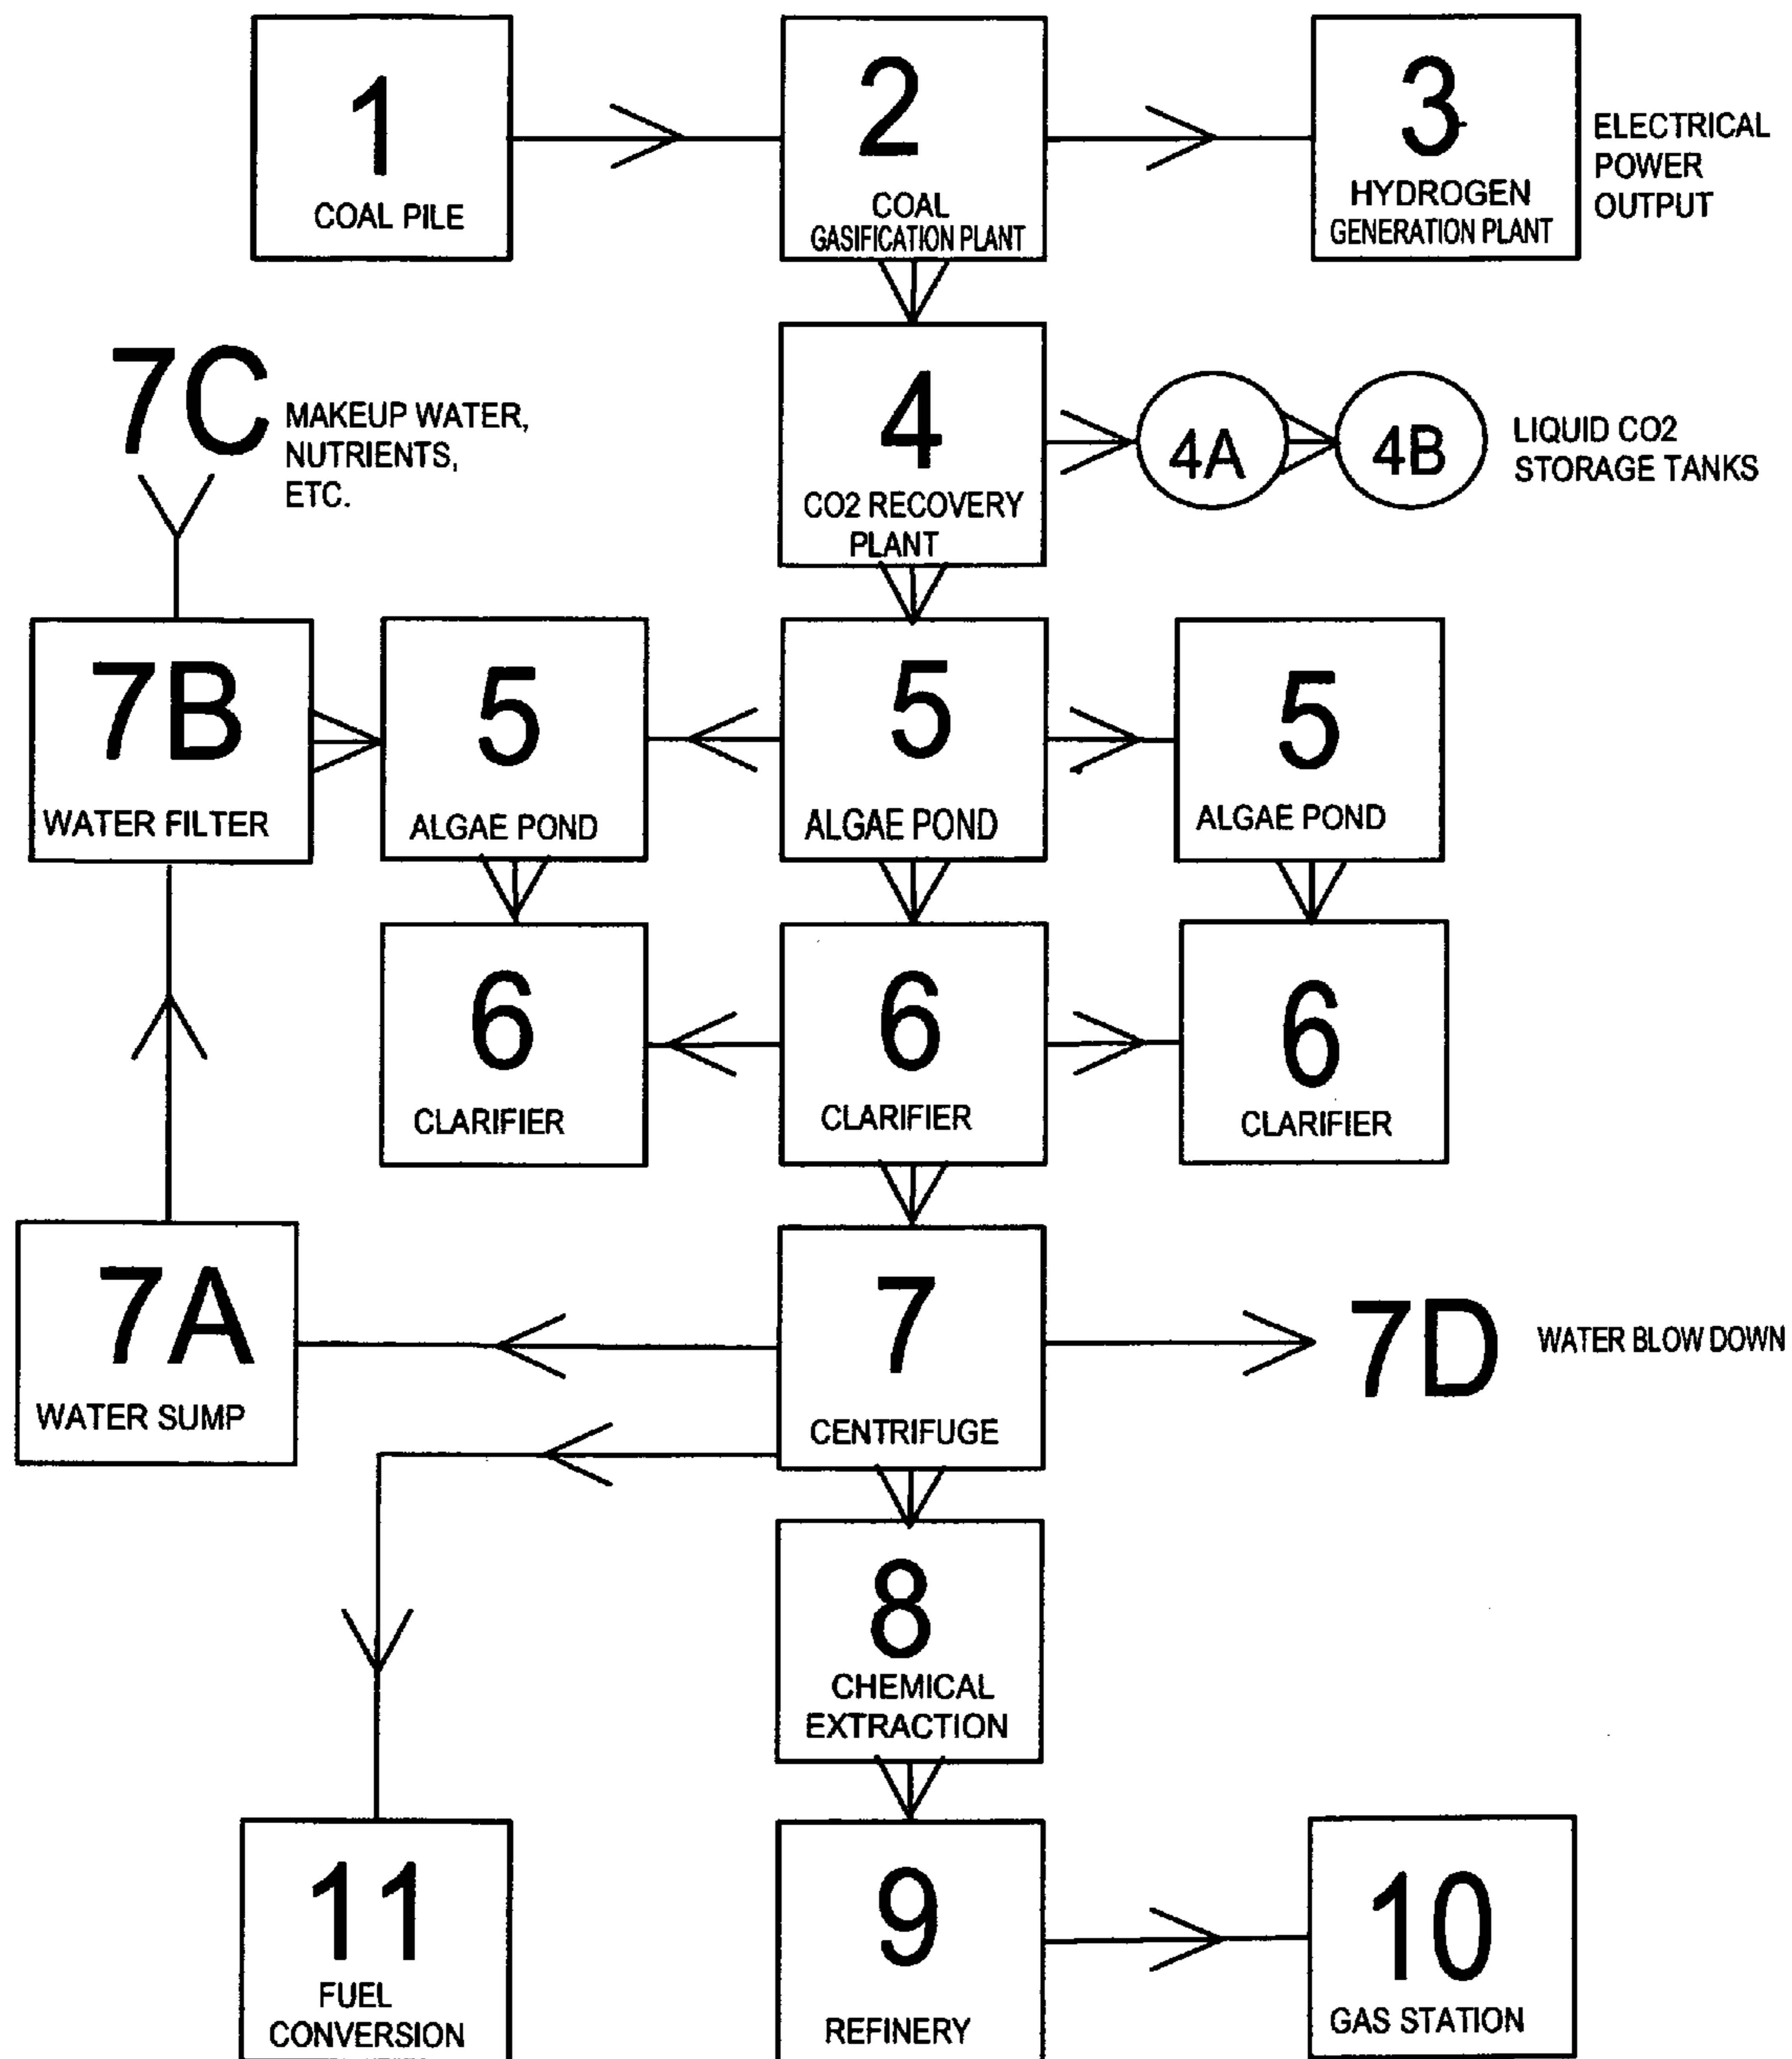 1
COAL PILE
2
COAL
GASIFICATION PLANT
3
HYDROGEN
GENERATION PLANT
ELECTRICAL
POWER
OUTPUT
7C
MAKEUP WATER,
NUTRIENTS,
ETC.
4
CO2 RECOVERY
PLANT
4A
4B
LIQUID CO2
STORAGE TANKS
7B
WATER FILTER
5
ALGAE POND
5
ALGAE POND
5
ALGAE POND
6
CLARIFIER
6
CLARIFIER
6
CLARIFIER
7A
WATER SUMP
7
CENTRIFUGE
7D
WATER BLOW DOWN
8
CHEMICAL
EXTRACTION
11
FUEL
CONVERSION
9
REFINERY
10
GAS STATION